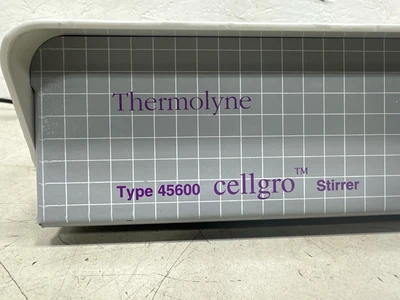 Thermolyne
Type 45600 cellgro™ Stirrer